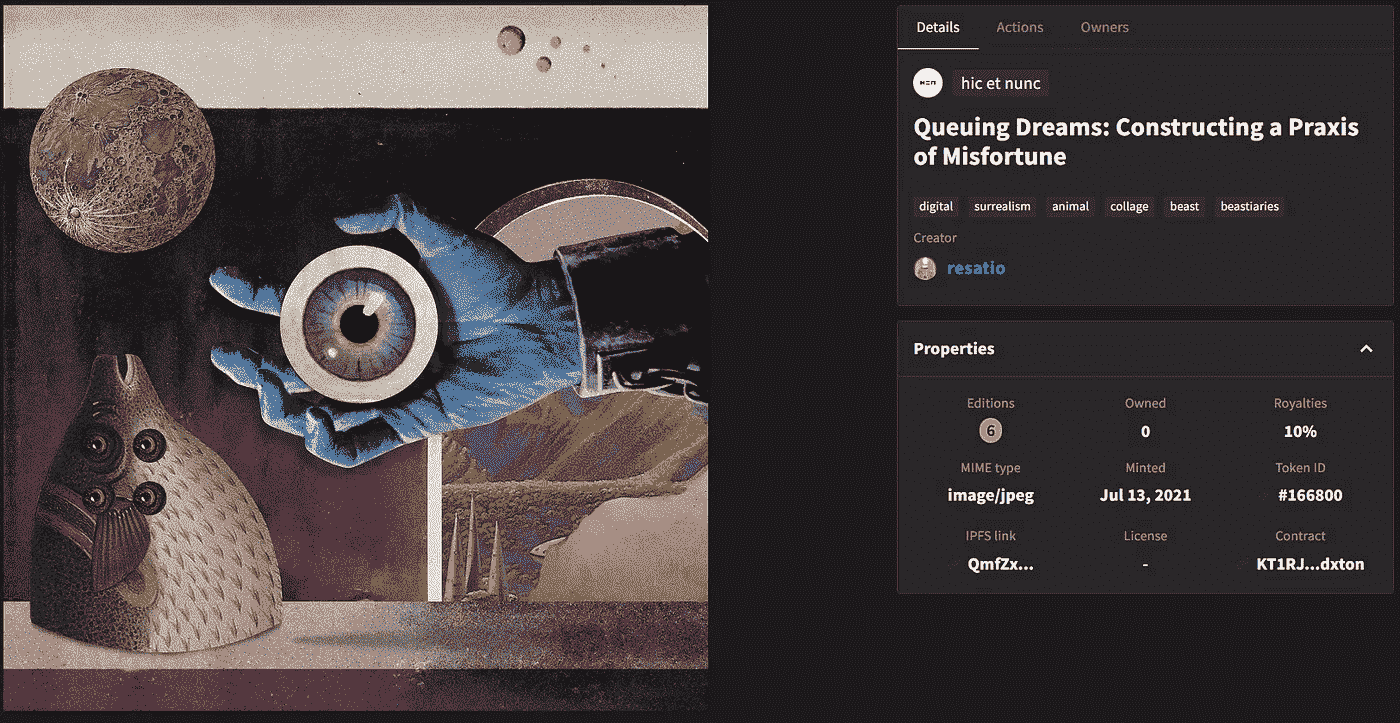 Details Actions Owners
HEN hic et nunc
Queuing Dreams: Constructing a Praxis
of Misfortune
digital surrealism animal collage beast beastiaries
Creator
resatio
Properties
Editions Owned Royalties
6 0 10%
MIME type Minted Token ID
image/jpeg Jul 13, 2021 #166800
IPFS link License Contract
QmfZx... - KT1RJ...dxton